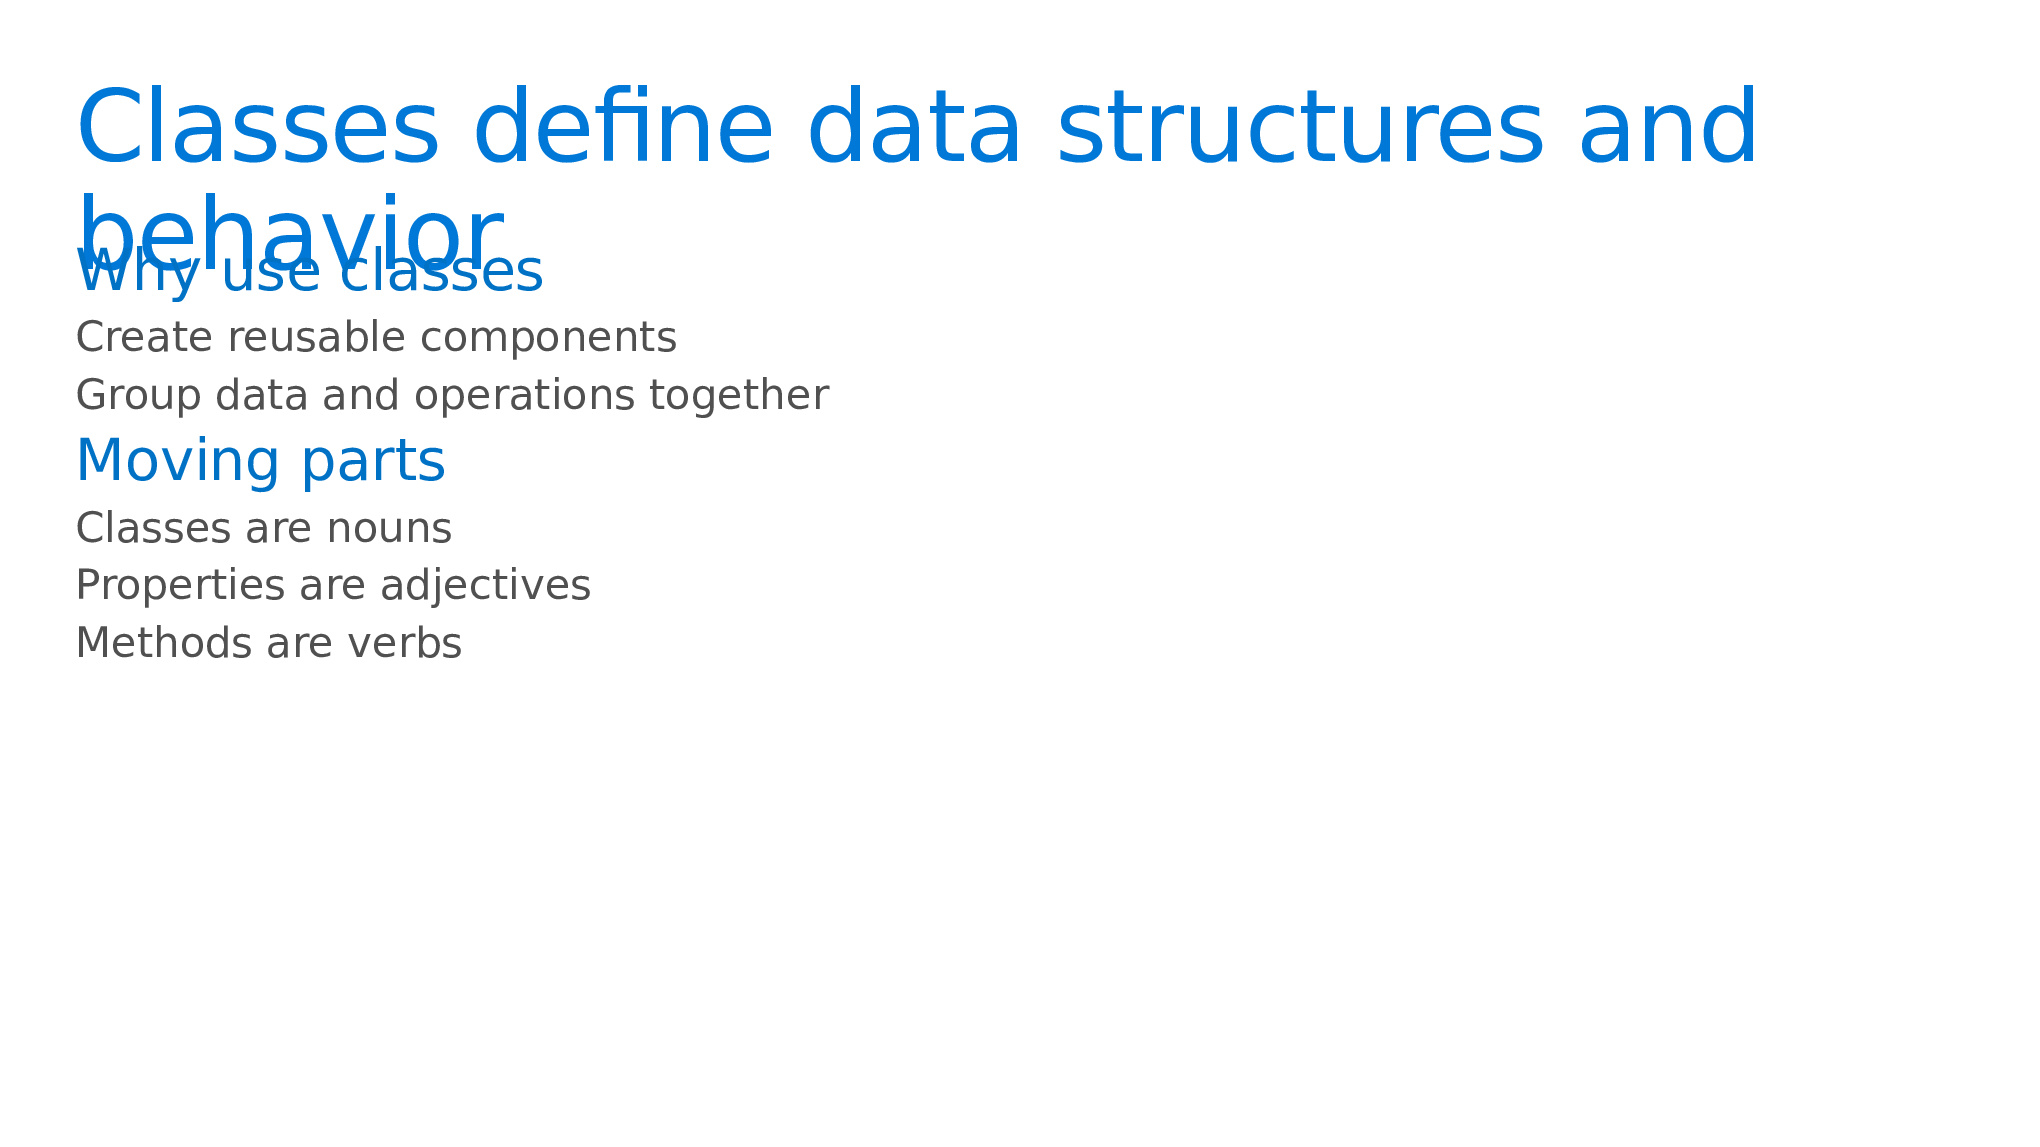 Classes define data structures and
behavior
Why use classes
Create reusable components
Group data and operations together
Moving parts
Classes are nouns
Properties are adjectives
Methods are verbs